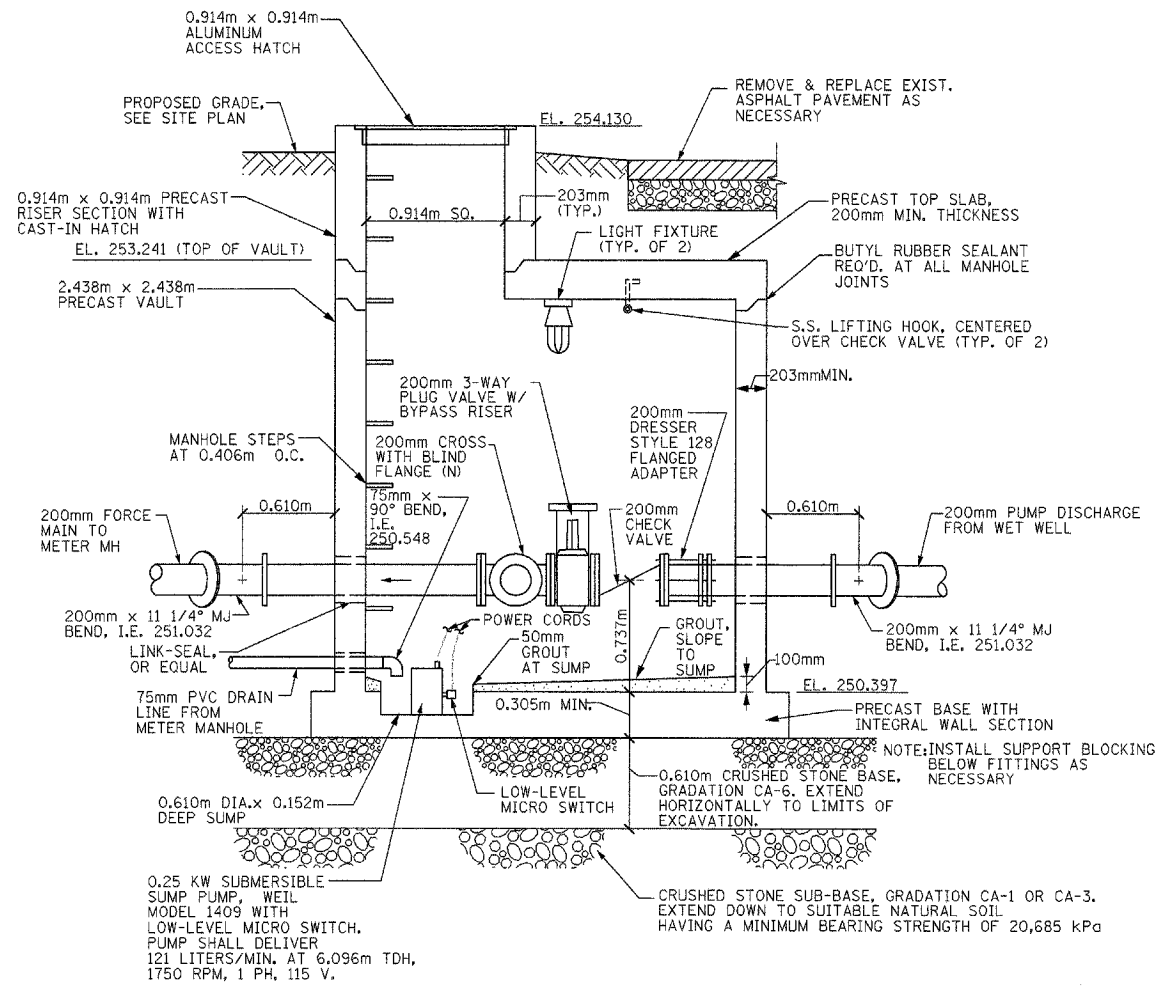 0.914m x 0.914m
ALUMINUM
ACCESS HATCH
REMOVE & REPLACE EXIST.
ASPHALT PAVEMENT AS
NECESSARY
PROPOSED GRADE,
SEE SITE PLAN
EL. 254.130
0.914m x 0.914m PRECAST
RISER SECTION WITH
CAST-IN HATCH
0.914m SQ.
203mm
(TYP.)
PRECAST TOP SLAB,
200mm MIN. THICKNESS
LIGHT FIXTURE
(TYP. OF 2)
EL. 253.241 (TOP OF VAULT)
BUTYL RUBBER SEALANT
REQ'D. AT ALL MANHOLE
JOINTS
2.438m x 2.438m
PRECAST VAULT
S.S. LIFTING HOOK, CENTERED
OVER CHECK VALVE (TYP. OF 2)
203mmMIN.
200mm 3-WAY
PLUG VALVE W/
BYPASS RISER
200mm
DRESSER
STYLE 128
FLANGED
ADAPTER
MANHOLE STEPS
AT 0.406m O.C.
200mm CROSS
WITH BLIND
FLANGE (N)
75mm x
90° BEND,
I.E.
250.548
0.610m
200mm
CHECK
VALVE
0.610m
200mm FORCE
MAIN TO
METER MH
200mm PUMP DISCHARGE
FROM WET WELL
200mm x 11 1/4° MJ
BEND, I.E. 251.032
POWER CORDS
0.737m
GROUT,
SLOPE
TO
SUMP
200mm x 11 1/4° MJ
BEND, I.E. 251.032
LINK-SEAL,
OR EQUAL
50mm
GROUT
AT SUMP
100mm
75mm PVC DRAIN
LINE FROM
METER MANHOLE
EL. 250.397
0.305m MIN.
PRECAST BASE WITH
INTEGRAL WALL SECTION
NOTE:INSTALL SUPPORT BLOCKING
BELOW FITTINGS AS
NECESSARY
0.610m DIA.x 0.152m
DEEP SUMP
LOW-LEVEL
MICRO SWITCH
0.610m CRUSHED STONE BASE,
GRADATION CA-6. EXTEND
HORIZONTALLY TO LIMITS OF
EXCAVATION.
0.25 KW SUBMERSIBLE
SUMP PUMP, WEIL
MODEL 1409 WITH
LOW-LEVEL MICRO SWITCH.
PUMP SHALL DELIVER
121 LITERS/MIN. AT 6.096m TDH,
1750 RPM, 1 PH, 115 V.
CRUSHED STONE SUB-BASE, GRADATION CA-1 OR CA-3.
EXTEND DOWN TO SUITABLE NATURAL SOIL
HAVING A MINIMUM BEARING STRENGTH OF 20,685 kPa